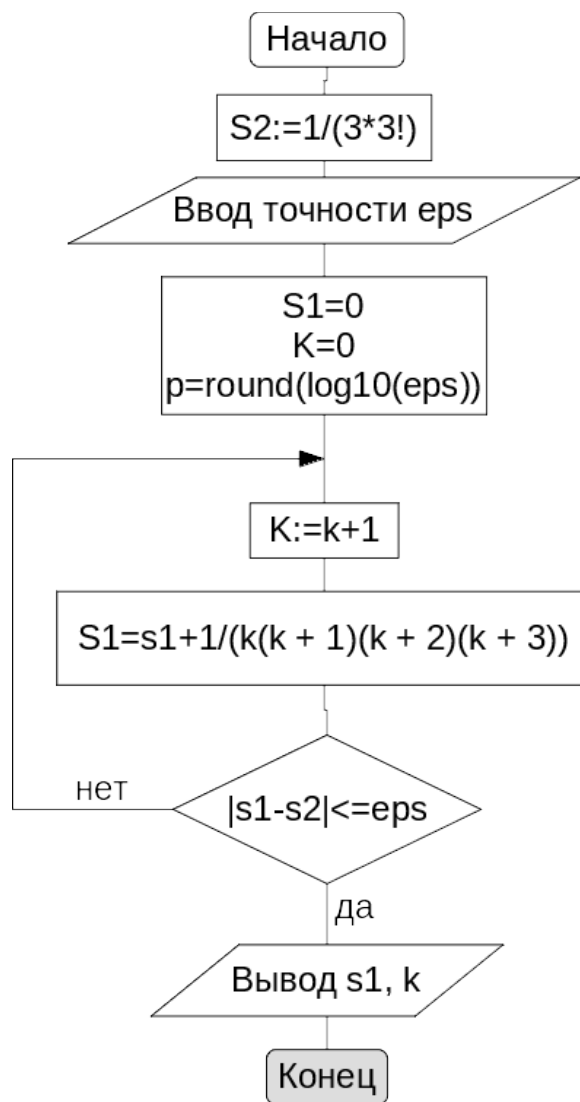 Начало
S2:=1/(3*3!)
Ввод точности eps
S1=0
K=0
p=round(log10(eps))
K:=k+1
S1=s1+1/(k(k + 1)(k + 2)(k + 3))
нет
|s1-s2|<=eps
да
Вывод s1, k
Конец